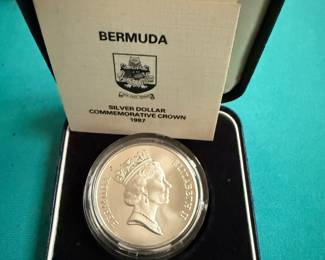 BERMUDA
SILVER DOLLAR
COMMEMORATIVE CROWN
1987
BERMUDA ELIZABETH II